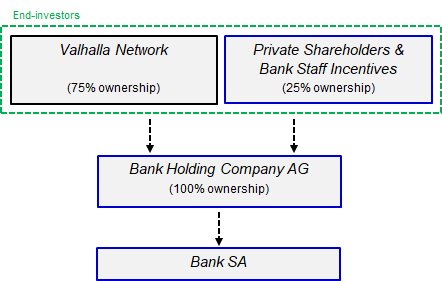 End-investors
Valhalla Network
(75% ownership)
Private Shareholders &
Bank Staff Incentives
(25% ownership)
Bank Holding Company AG
(100% ownership)
Bank SA